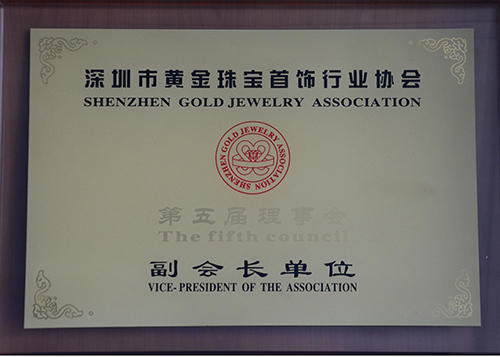 深圳市黄金珠宝首饰行业协会
SHENZHEN GOLD JEWELRY ASSOCIATION
SHENZHEN GOLD JEWELRY ASSOCIATION
第五届理事会
The fifth council
副会长单位
VICE-PRESIDENT OF THE ASSOCIATION